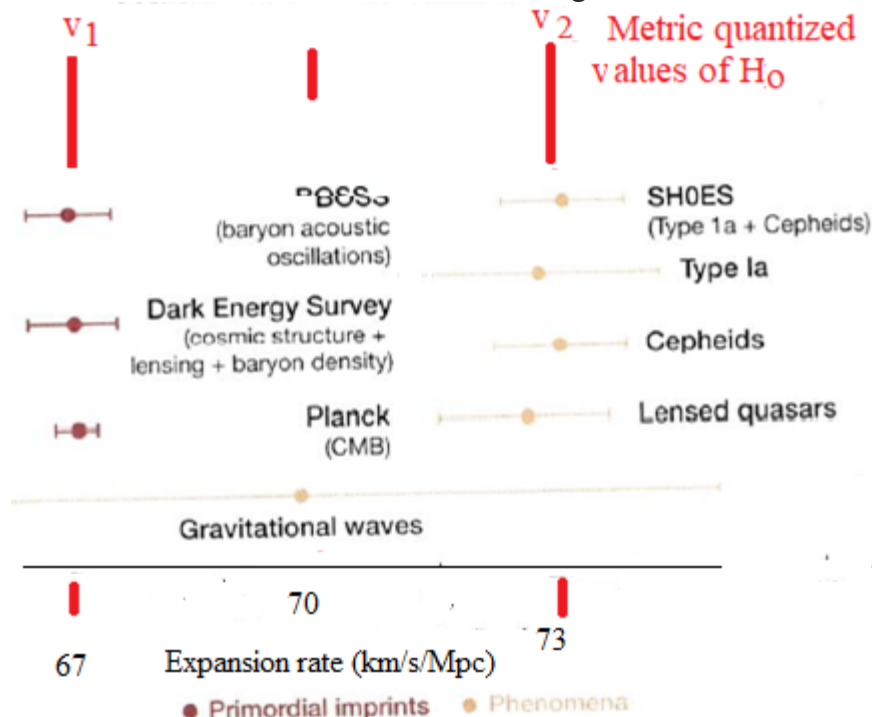 v1
v2 Metric quantized
values of HO
SH0ES
(baryon acoustic
oscillations)
(Type 1a + Cepheids)
Type Ia
Dark Energy Survey
(cosmic structure +
lensing + baryon density)
Cepheids
Planck
(CMB)
Lensed quasars
Gravitational waves
70
67
Expansion rate (km/s/Mpc)
73
Primordial imprints
Phenomena